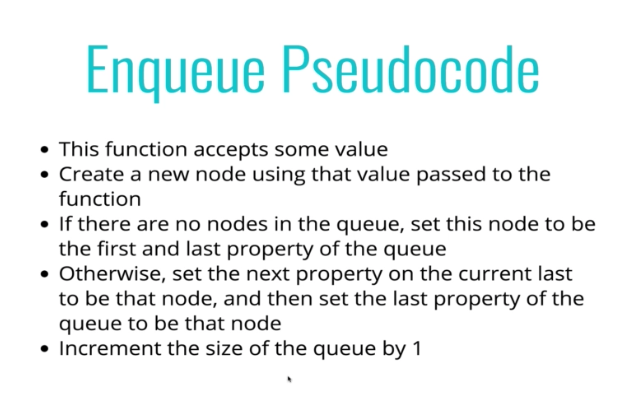 Enqueue Pseudocode
• This function accepts some value
• Create a new node using that value passed to the
function
• If there are no nodes in the queue, set this node to be
the first and last property of the queue
• Otherwise, set the next property on the current last
to be that node, and then set the last property of the
queue to be that node
• Increment the size of the queue by 1